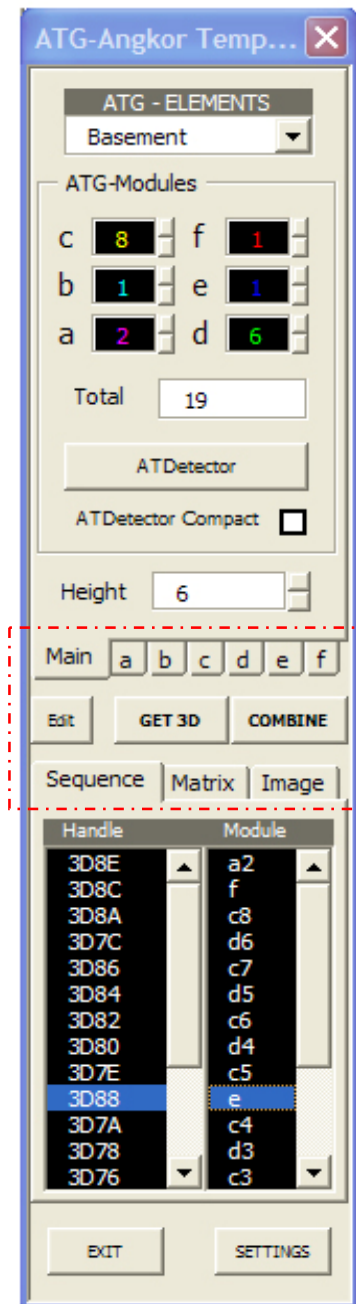 ATG-Angkor Temp...
ATG - ELEMENTS
Basement
ATG-Modules
c 8 f 1
b 1 e 1
a 2 d 6
Total 19
ATDetector
ATDetector Compact
Height 6
Main a b c d e f
Edit GET 3D COMBINE
Sequence Matrix Image
Handle Module
3D8E a2
3D8C f
3D8A c8
3D7C d6
3D86 c7
3D84 d5
3D82 c6
3D80 d4
3D7E c5
3D88 e
3D7A c4
3D78 d3
3D76 c3
EXIT SETTINGS